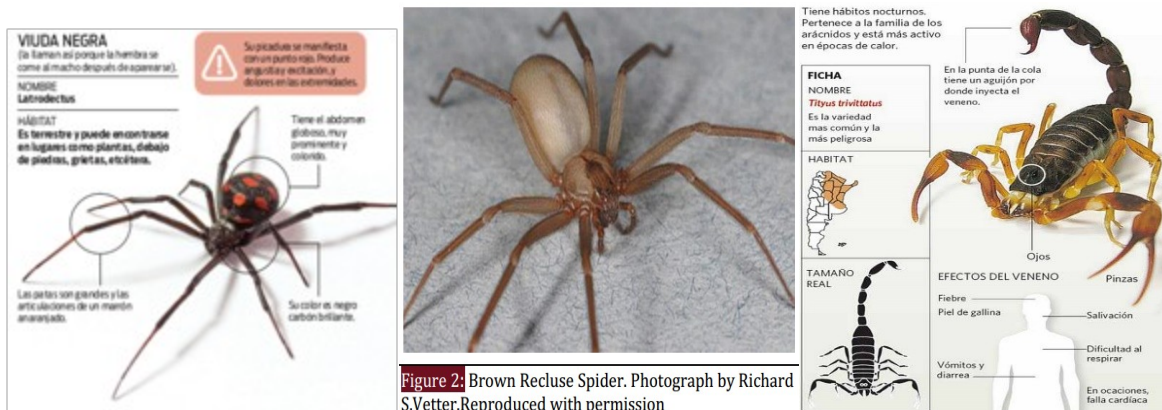 VIUDA NEGRA
(la llaman así porque la hembra se
come al macho después de aparearse).
NOMBRE
Latrodectus
HÁBITAT
Es terrestre y puede encontrarse
en lugares como plantas, debajo
de piedras, grietas, etcétera.
Su picadura se manifiesta
con un punto rojo. Produce
angustia y excitación, y
dolores en las extremidades.
Tiene el abdomen
globoso, muy
prominente y
colorido.
Las patas son grandes y las
articulaciones de un marrón
anaranjado.
Su color es negro
carbón brillante.
Figure 2: Brown Recluse Spider. Photograph by Richard
S.Vetter.Reproduced with permission
Tiene hábitos nocturnos.
Pertenece a la familia de los
arácnidos y está más activo
en épocas de calor.
En la punta de la cola
tiene un aguijón por
donde inyecta el
veneno.
FICHA
NOMBRE
Tityus trivittatus
Es la variedad
mas común y la
más peligrosa
HABITAT
TAMAÑO
REAL
Ojos
Pinzas
EFECTOS DEL VENENO
Fiebre
Piel de gallina
Salivación
Dificultad al
respirar
Vómitos y
diarrea
En ocaciones,
falla cardíaca